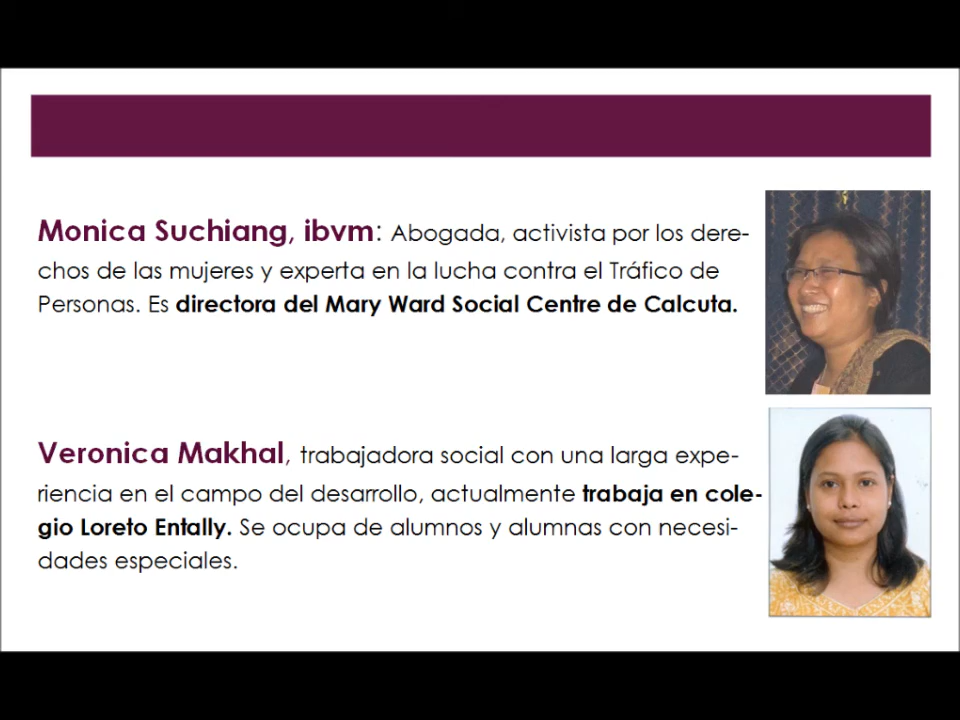 Monica Suchiang, ibvm: Abogada, activista por los dere-
chos de las mujeres y experta en la lucha contra el Tráfico de
Personas. Es directora del Mary Ward Social Centre de Calcuta.
Veronica Makhal, trabajadora social con una larga expe-
riencia en el campo del desarrollo, actualmente trabaja en cole-
gio Loreto Entally. Se ocupa de alumnos y alumnas con necesi-
dades especiales.